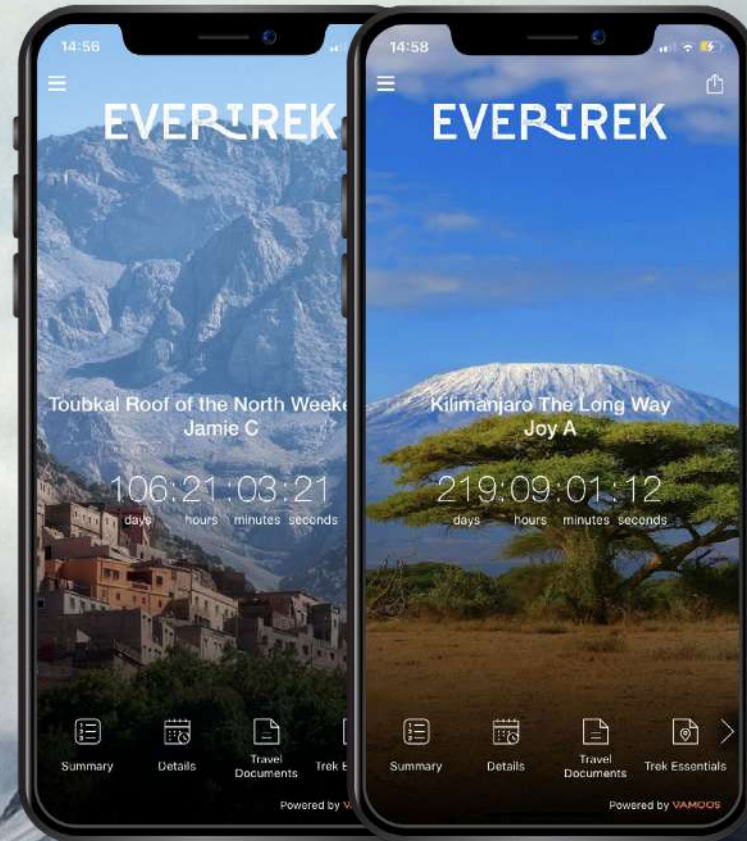 14:56
EVERTREK
Toubkal Roof of the North
Jamie C
106:21:03:21
days hours minutes seconds
Summary
Details
Travel
Documents
Trek
Powered by
14:58
EVERTREK
Kilimanjaro The Long Way
Joy A
219:09:01:12
days hours minutes seconds
Summary
Details
Travel
Documents
Trek Essentials
Powered by VAMOOS